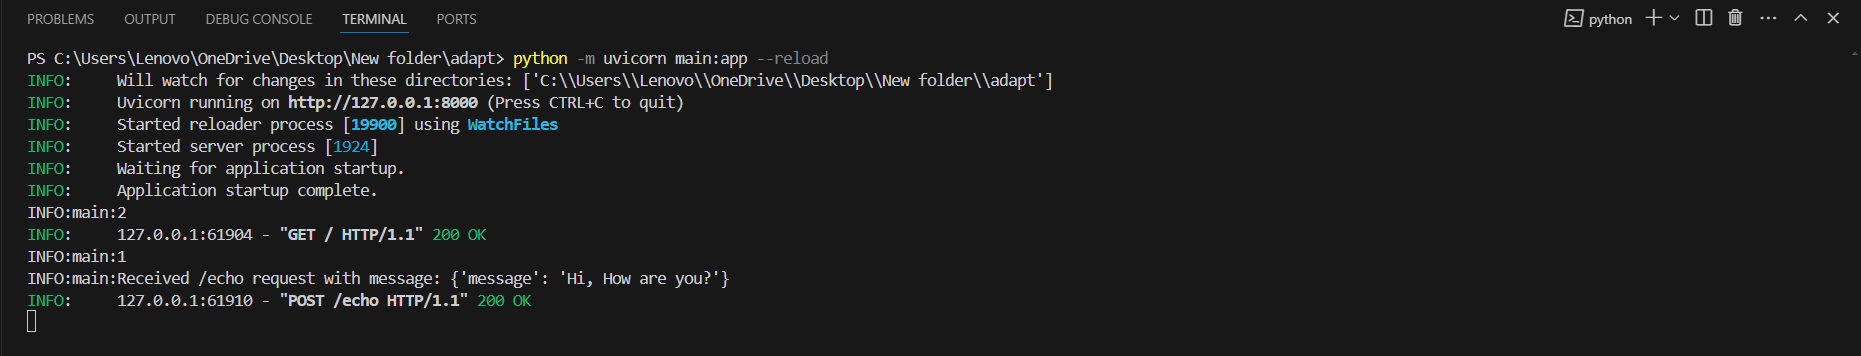 PROBLEMS OUTPUT DEBUG CONSOLE TERMINAL PORTS python
PS C:\Users\Lenovo\OneDrive\Desktop\New folder\adapt> python -m uvicorn main:app --reload
INFO: Will watch for changes in these directories: ['C:\\Users\\Lenovo\\OneDrive\\Desktop\\New folder\\adapt']
INFO: Uvicorn running on http://127.0.0.1:8000 (Press CTRL+C to quit)
INFO: Started reloader process [19900] using WatchFiles
INFO: Started server process [1924]
INFO: Waiting for application startup.
INFO: Application startup complete.
INFO:main:2
INFO: 127.0.0.1:61904 - "GET / HTTP/1.1" 200 OK
INFO:main:1
INFO:main:Received /echo request with message: {'message': 'Hi, How are you?'}
INFO: 127.0.0.1:61910 - "POST /echo HTTP/1.1" 200 OK